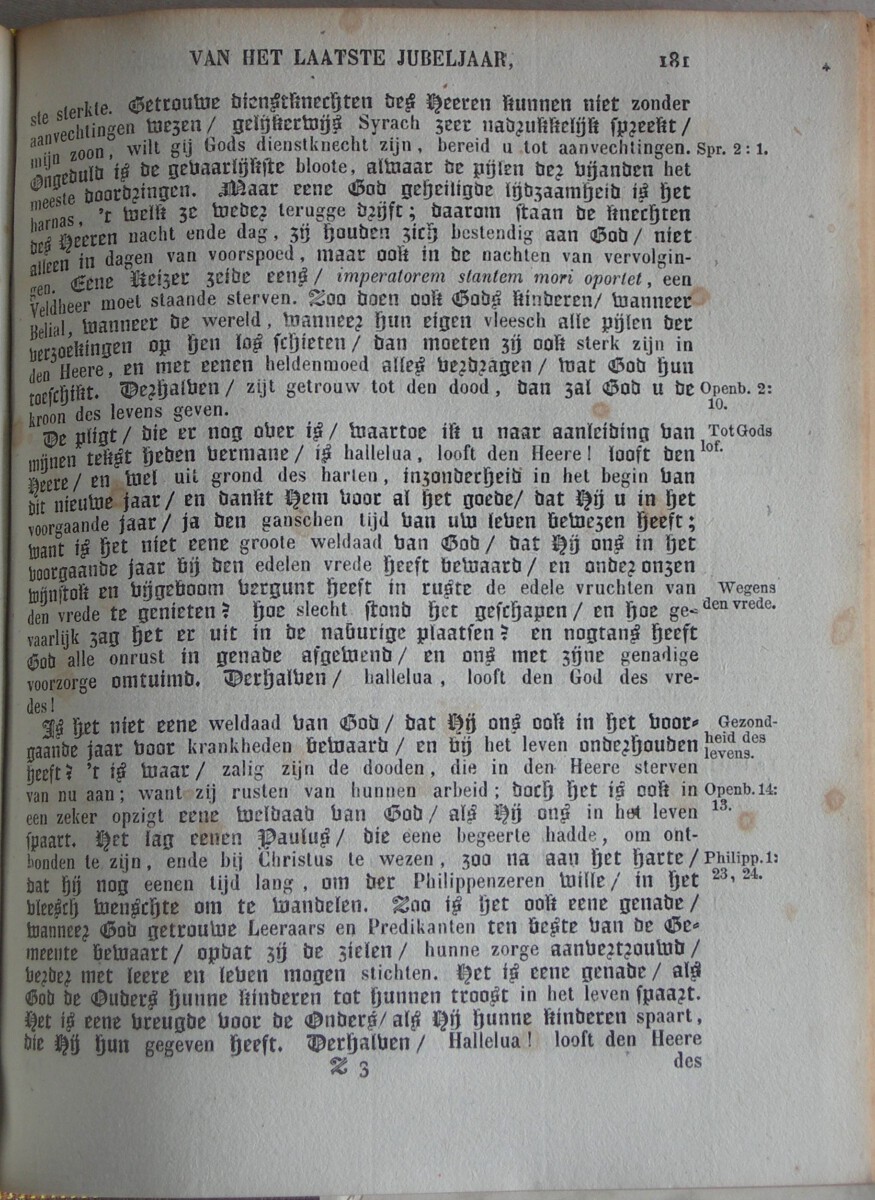 VAN HET LAATSTE JUBELJAAR, 181
ste sterkte. Getrouwe dienstknechten des Heeren kunnen niet zonder
aanvechtingen wezen / gelijkerwijs Syrach zeer nadrukkelijk spreekt /
mijn zoon, wilt gij Gods dienstknecht zijn, bereid u tot aanvechtingen. Spr. 2: 1.
Ongeduld is de gevaarlijkste bloote, alwaar de pijlen der vijanden het
meeste doordringen. Maar eene God geheiligde lijdzaamheid is het
harnas, 't welk ze weder terugge drijft; daarom staan de knechten
des Heeren nacht ende dag, zij houden zich bestendig aan God / niet
alleen in dagen van voorspoed, maar ook in de nachten van vervolgin-
gen. Eene Keizer zeide eens / imperatorem stantem mori oportet, een
Veldheer moet staande sterven. Zoo doen ook Gods kinderen / wanneer
Belial, wanneer de wereld, wanneer hun eigen vleesch alle pijlen der
verzoekingen op hen los schieten / dan moeten zij ook sterk zijn in
den Heere, en met eenen heldenmoed alles verdragen / wat God hun
toeschikt. Derhalven / zijt getrouw tot den dood, dan zal God u de Openb. 2:
kroon des levens geven. 10.
De pligt / die er nog over is / waartoe ik u naar aanleiding van Tot Gods
mijnen tekst heden vermane / is hallelua, looft den Heere! looft den lof.
Heere / en wel uit grond des harten, inzonderheid in het begin van
dit nieuwe jaar / en dankt Hem voor al het goede / dat Hij u in het
voorgaande jaar / ja den ganschen tijd van uw leven bewezen heeft;
want is het niet eene groote weldaad van God / dat Hij ons in het
voorgaande jaar bij den edelen vrede heeft bewaard / en onder onzen
wijnstok en vijgeboom vergunt heeft in ruste de edele vruchten van Wegens
den vrede te genieten? hoe slecht stond het geschapen / en hoe ge- den vrede.
vaarlijk zag het er uit in de naburige plaatsen? en nogtans heeft
God alle onrust in genade afgewend / en ons met zijne genadige
voorzorge omtuind. Derhalven / hallelua, looft den God des vre-
des!
Is het niet eene weldaad van God / dat Hij ons ook in het voor- Gezond-
gaande jaar voor krankheden bewaard / en bij het leven onderhouden heid des
heeft? 't is waar / zalig zijn de dooden, die in den Heere sterven levens.
van nu aan; want zij rusten van hunnen arbeid; doch het is ook in Openb. 14:
een zeker opzigt eene weldaad van God / als Hij ons in het leven 13.
spaart. Het lag eenen Paulus / die eene begeerte hadde, om ont-
bonden te zijn, ende bij Christus te wezen, zoo na aan het harte / Philipp. 1:
dat hij nog eenen tijd lang, om der Philippenzeren wille / in het 23, 24.
vleesch wenschte om te wandelen. Zoo is het ook eene genade /
wanneer God getrouwe Leeraars en Predikanten ten beste van de Ge-
meente bewaart / opdat zij de zielen / hunne zorge aanvertrouwd /
verder met leere en leven mogen stichten. Het is eene genade / als
God de Ouders hunne kinderen tot hunnen troost in het leven spaart.
Het is eene vreugde voor de Onders / als Hij hunne kinderen spaart,
die Hij hun gegeven heeft. Derhalven / Hallelua! looft den Heere
Z 3 des